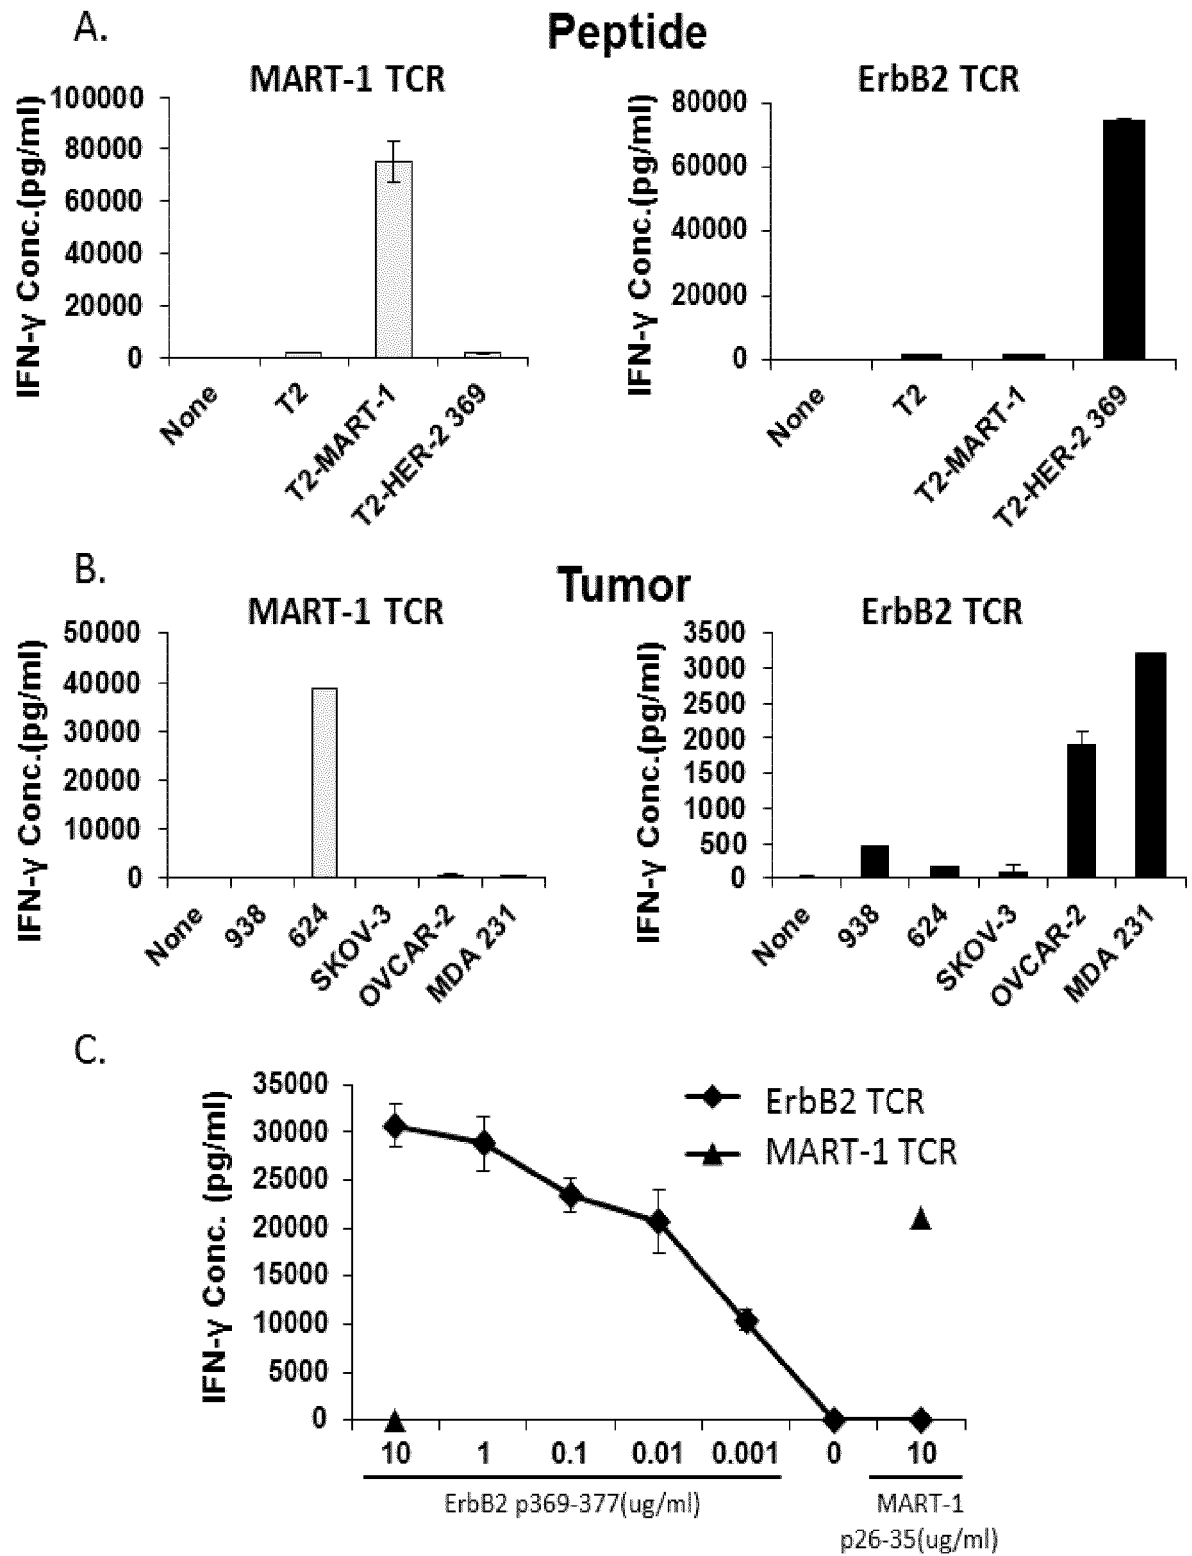 A.
Peptide
MART-1 TCR
ErbB2 TCR
IFN-γ Conc.(pg/ml)
100000
80000
60000
40000
20000
0
None
T2
T2-MART-1
T2-HER-2 369
IFN-γ Conc.(pg/ml)
80000
60000
40000
20000
0
None
T2
T2-MART-1
T2-HER-2 369
B.
Tumor
MART-1 TCR
ErbB2 TCR
IFN-γ Conc.(pg/ml)
50000
40000
30000
20000
10000
0
None
938
624
SKOV-3
OVCAR-2
MDA 231
IFN-γ Conc.(pg/ml)
3500
3000
2500
2000
1500
1000
500
0
None
938
624
SKOV-3
OVCAR-2
MDA 231
C.
IFN-γ Conc. (pg/ml)
35000
30000
25000
20000
15000
10000
5000
0
ErbB2 TCR
MART-1 TCR
10 1 0.1 0.01 0.001 0 10
ErbB2 p369-377(ug/ml)
MART-1
p26-35(ug/ml)